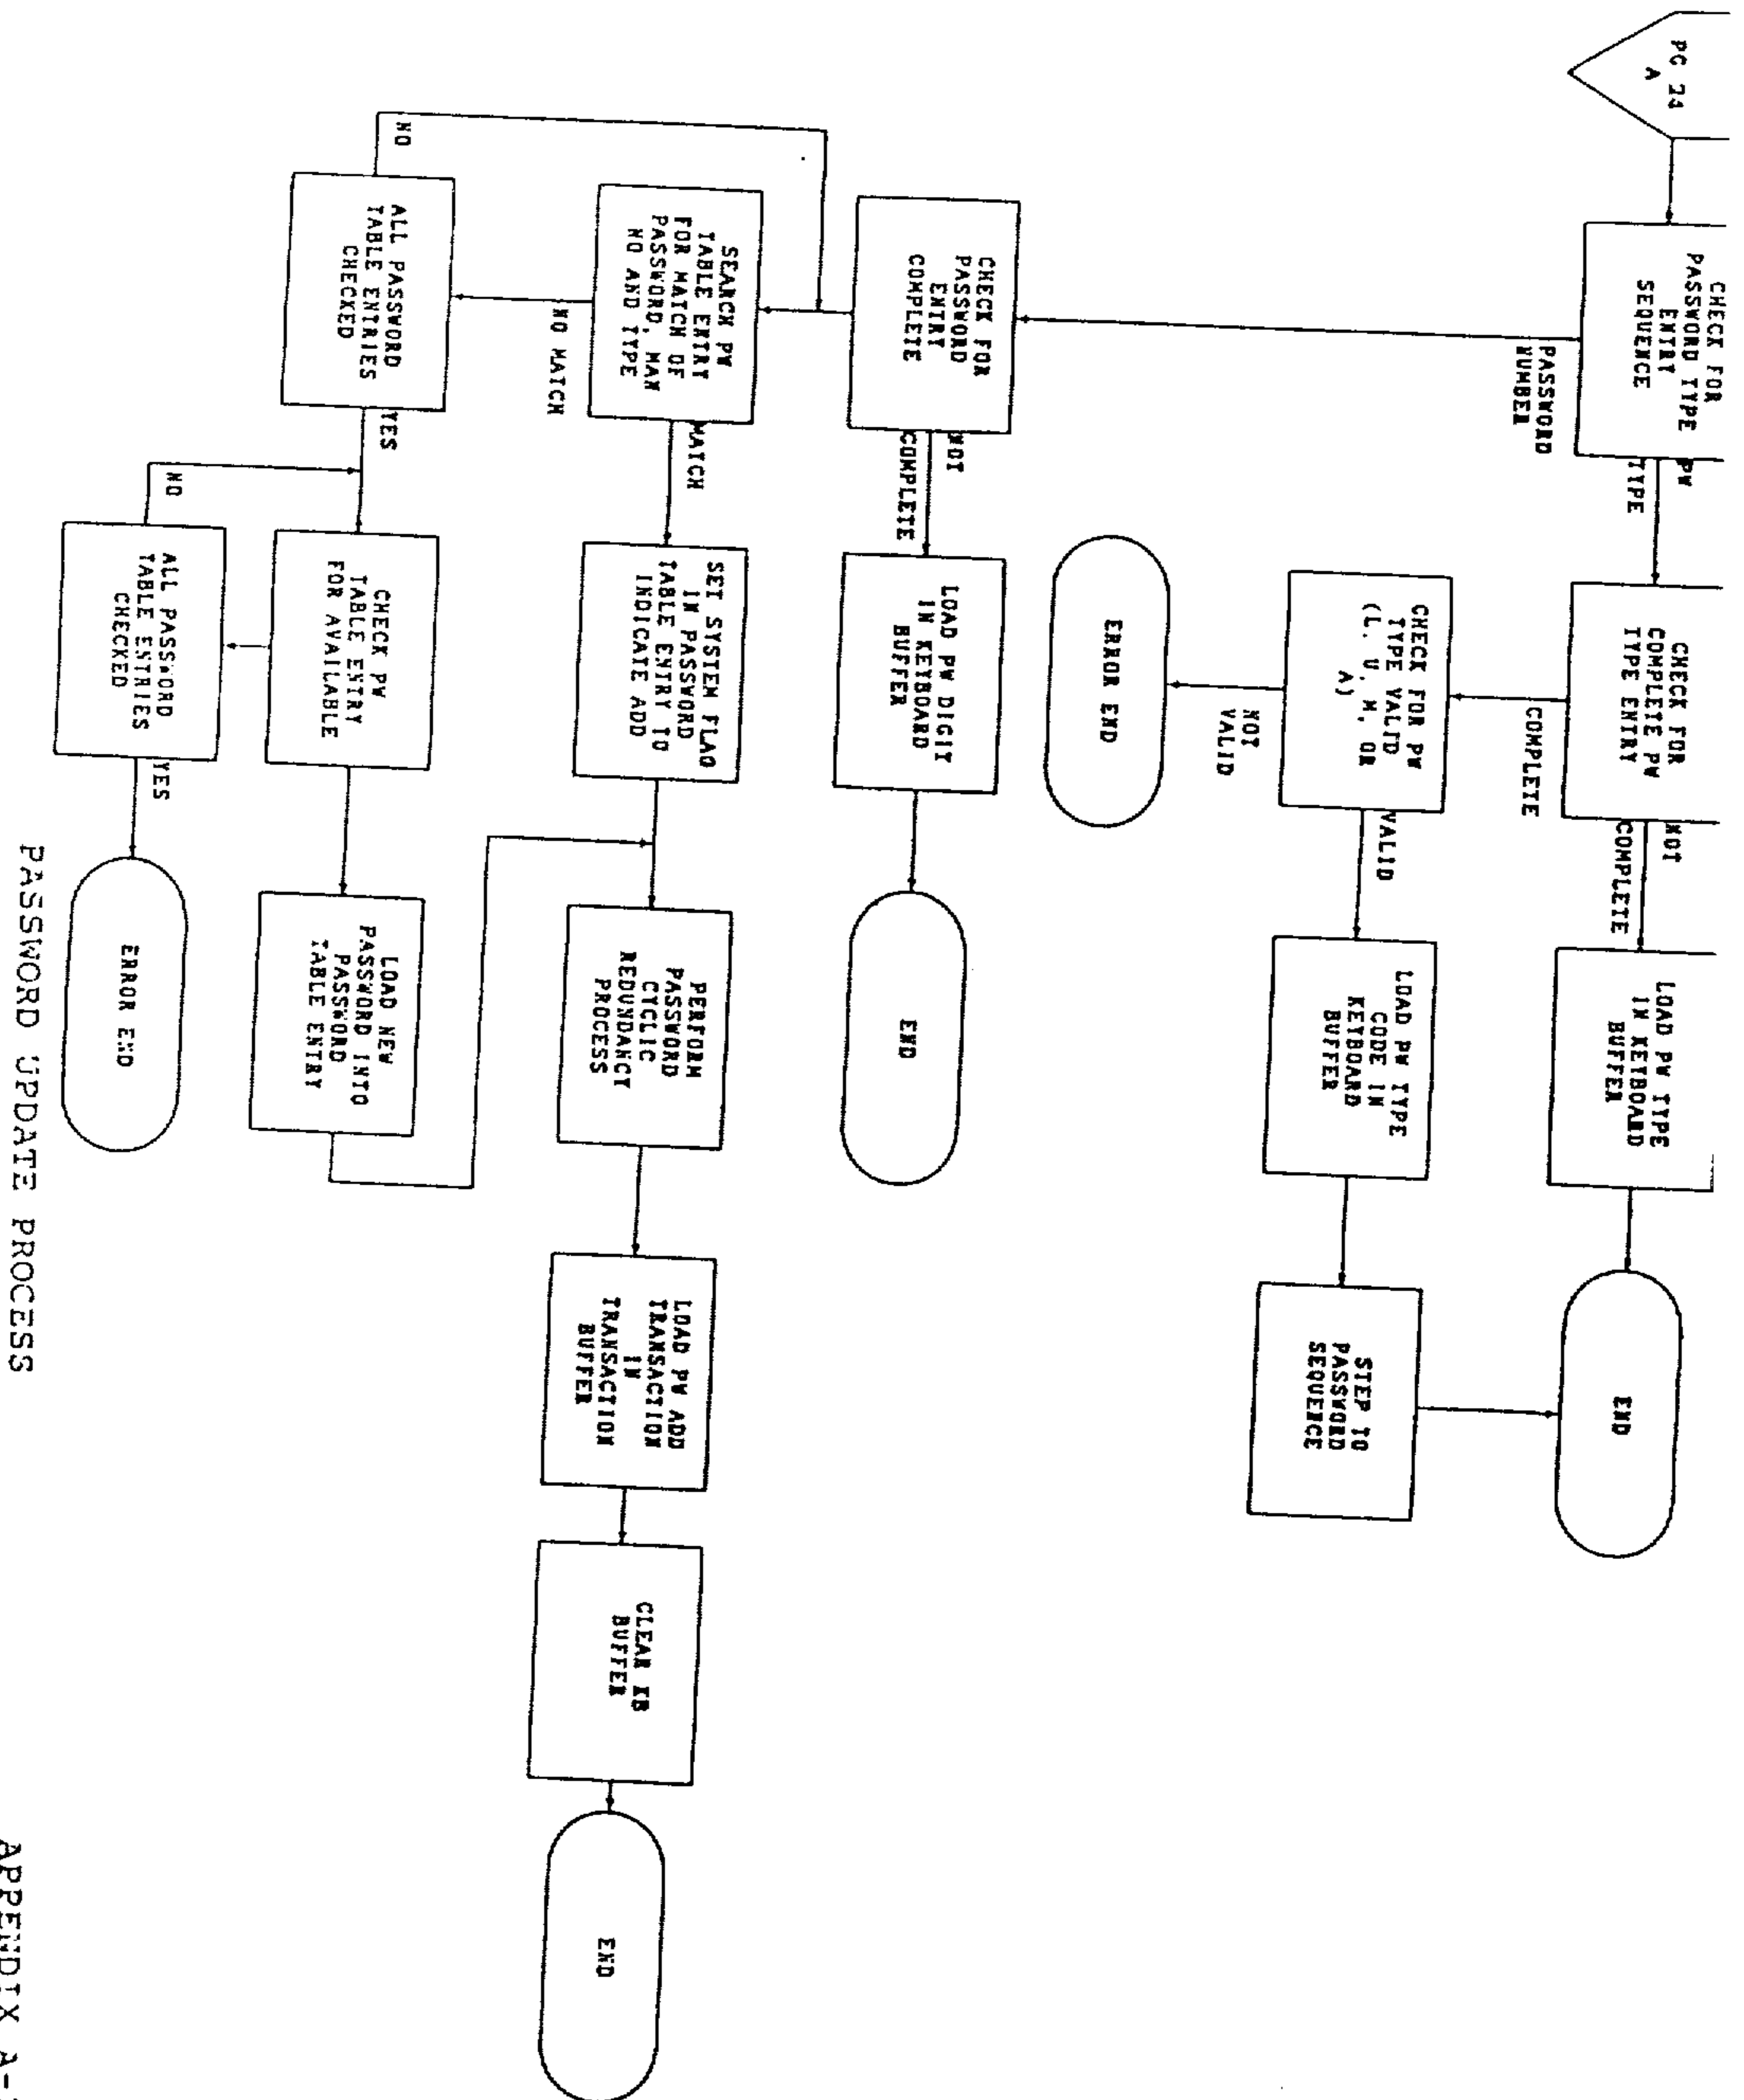 PG 24
A
CHECK FOR
PASSWORD TYPE
ENTRY
SEQUENCE
PW
TYPE
PASSWORD
NUMBER
CHECK FOR
COMPLETE PW
TYPE ENTRY
NOT
COMPLETE
COMPLETE
LOAD PW TYPE
IN KEYBOARD
BUFFER
END
CHECK FOR PW
TYPE VALID
(L, U, M, OR
A)
VALID
NOT
VALID
LOAD PW TYPE
CODE IN
KEYBOARD
BUFFER
STEP TO
PASSWORD
SEQUENCE
ERROR END
CHECK FOR
PASSWORD
ENTRY
COMPLETE
NOT
COMPLETE
LOAD PW DIGIT
IN KEYBOARD
BUFFER
END
SEARCH PW
TABLE ENTRY
FOR MATCH OF
PASSWORD, MAN
NO AND TYPE
MATCH
NO MATCH
SET SYSTEM FLAG
IN PASSWORD
TABLE ENTRY TO
INDICATE ADD
PERFORM
PASSWORD
CYCLIC
REDUNDANCY
PROCESS
LOAD PW ADD
TRANSACTION
IN
TRANSACTION
BUFFER
CLEAR KB
BUFFER
END
NO
ALL PASSWORD
TABLE ENTRIES
CHECKED
YES
CHECK PW
TABLE ENTRY
FOR AVAILABLE
LOAD NEW
PASSWORD INTO
PASSWORD
TABLE ENTRY
NO
ALL PASSWORD
TABLE ENTRIES
CHECKED
YES
ERROR END
PASSWORD UPDATE PROCESS
APPENDIX A-